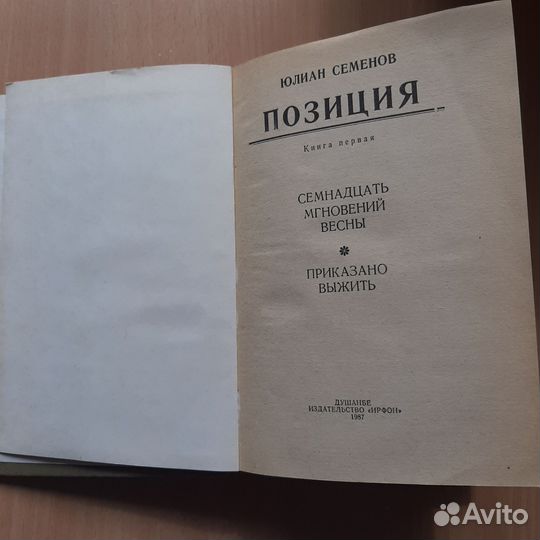 ЮЛИАН СЕМЕНОВ
ПОЗИЦИЯ
Книга первая
СЕМНАДЦАТЬ
МГНОВЕНИЙ
ВЕСНЫ
*
ПРИКАЗАНО
ВЫЖИТЬ
ДУШАНБЕ
ИЗДАТЕЛЬСТВО «ИРФОН»
1987
Avito